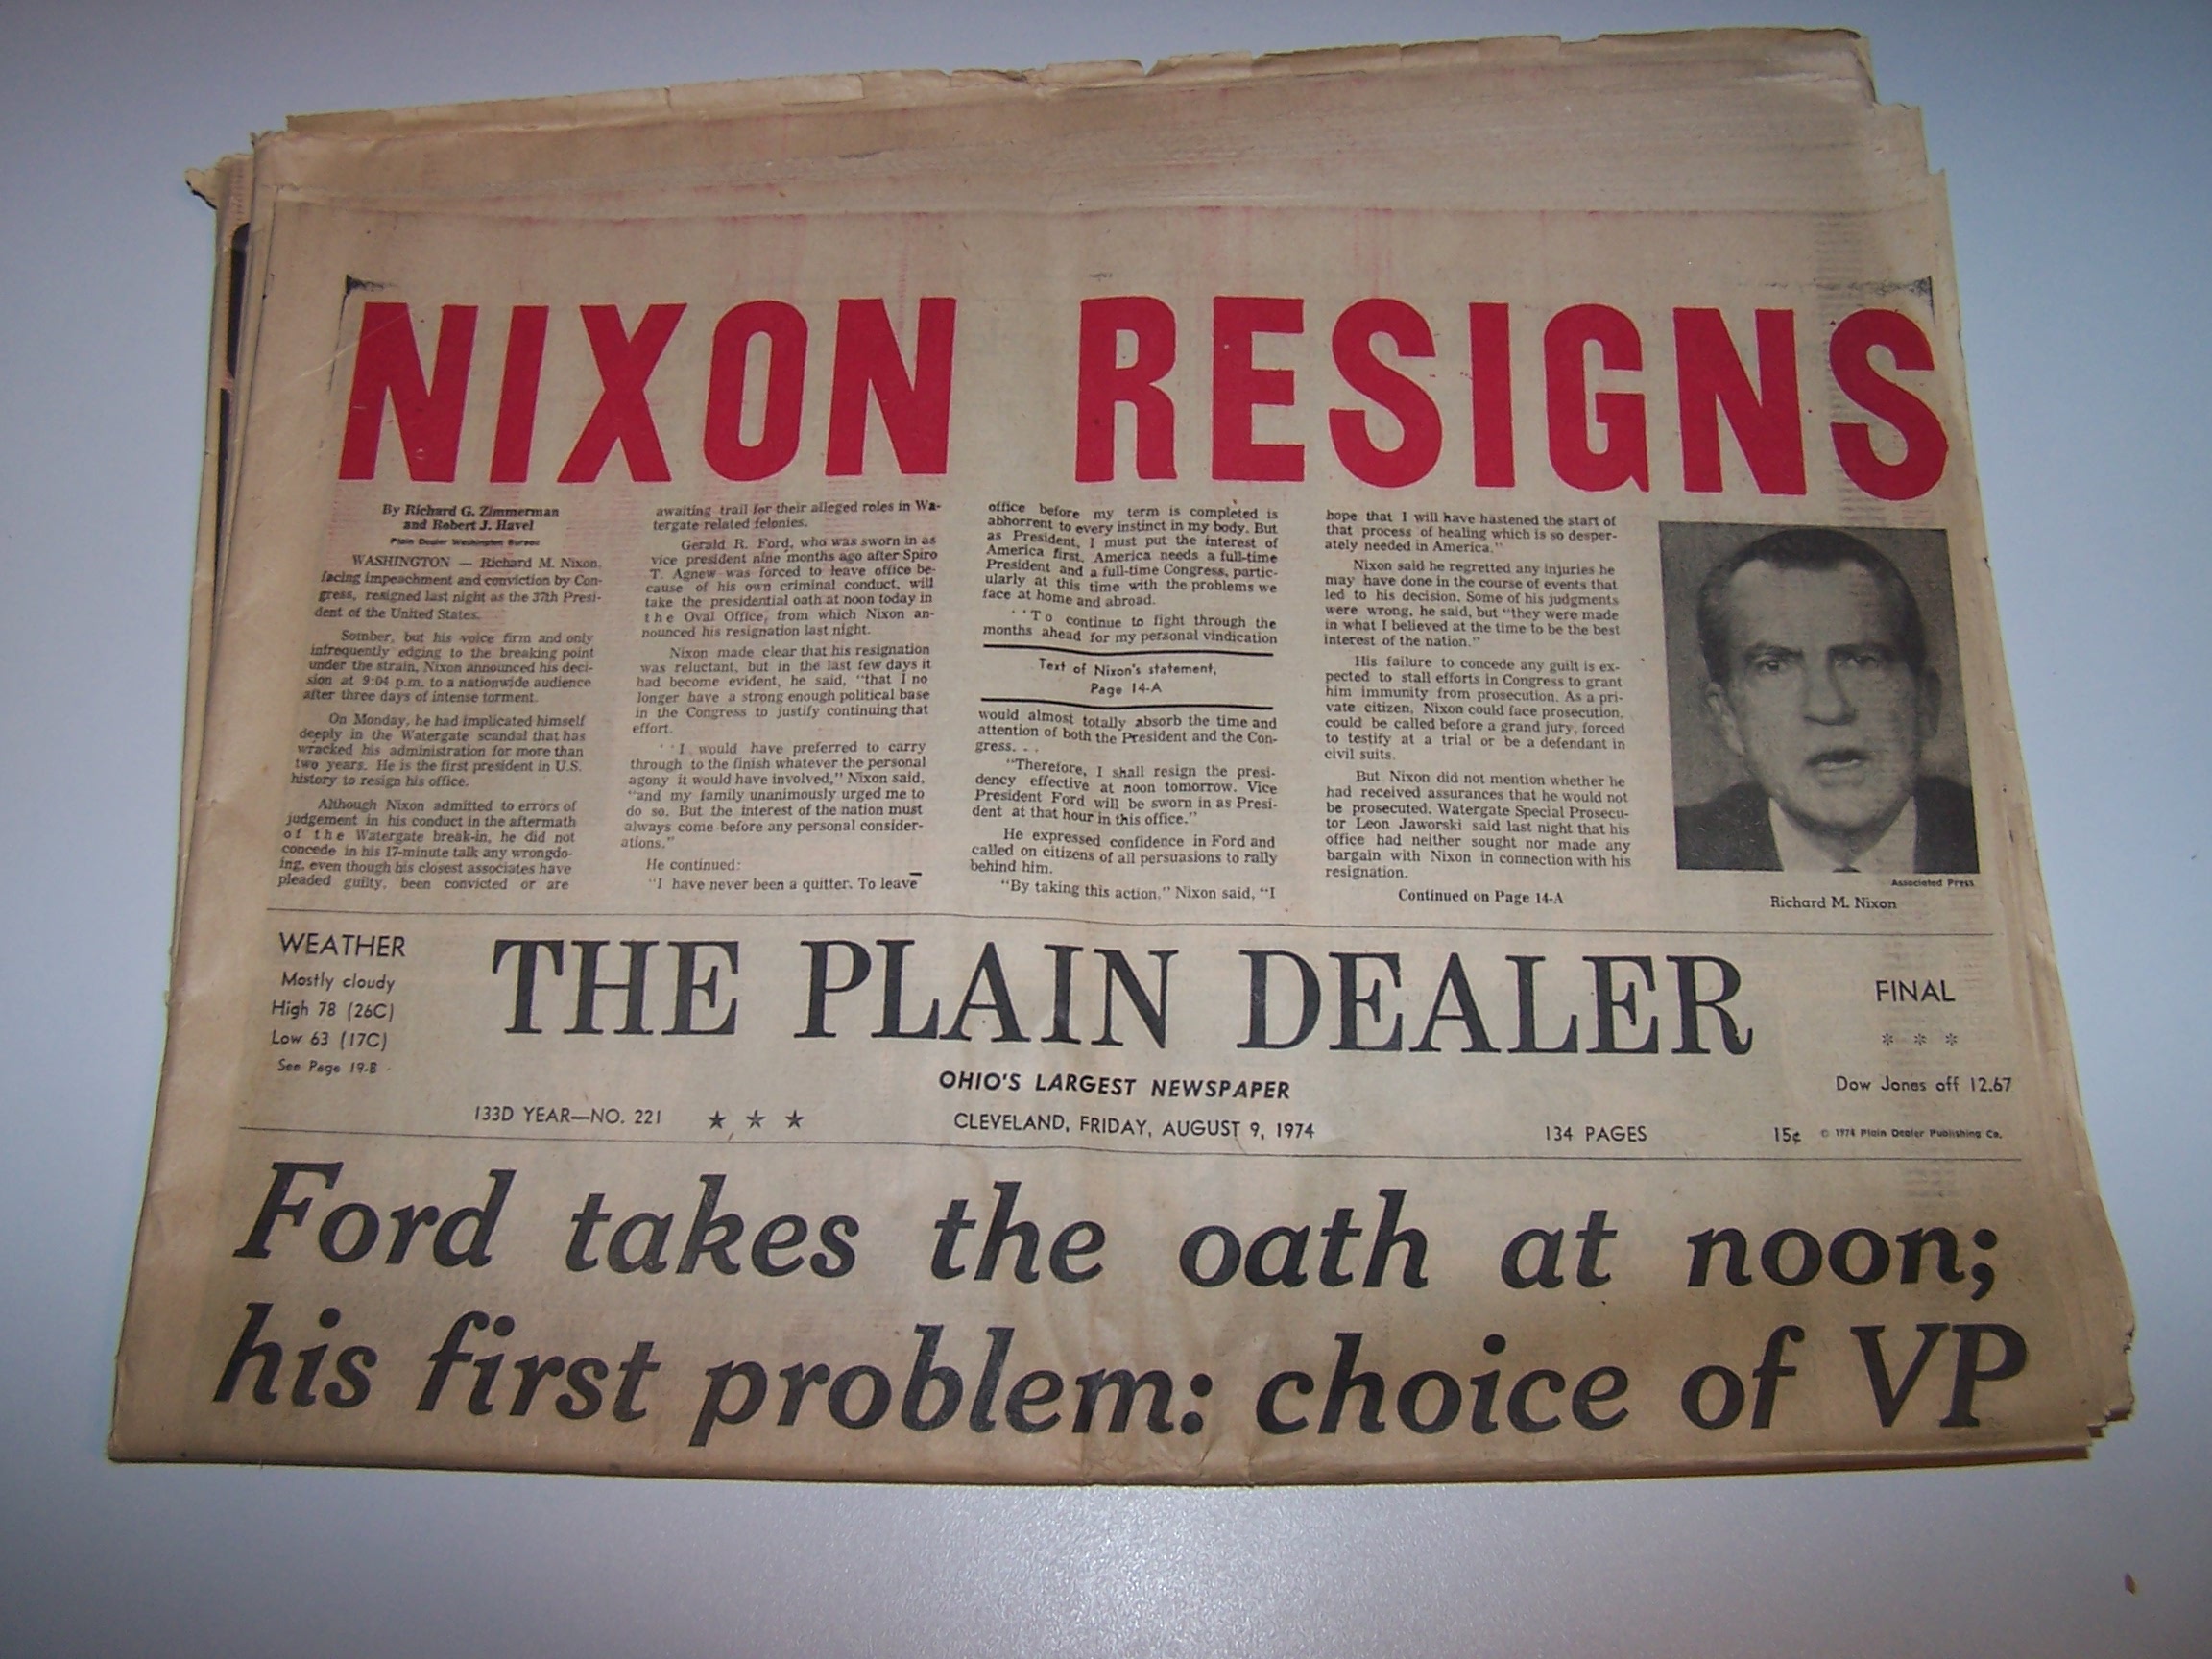 NIXON RESIGNS
By Richard G. Zimmerman
and Robert J. Havel
Plain Dealer Washington Bureau
WASHINGTON — Richard M. Nixon,
facing impeachment and conviction by Con-
gress, resigned last night as the 37th Presi-
dent of the United States.
Somber, but his voice firm and only
infrequently edging to the breaking point
under the strain, Nixon announced his deci-
sion at 9:04 p.m. to a nationwide audience
after three days of intense torment.
On Monday, he had implicated himself
deeply in the Watergate scandal that has
wracked his administration for more than
two years. He is the first president in U.S.
history to resign his office.
Although Nixon admitted to errors of
judgement in his conduct in the aftermath
of the Watergate break-in, he did not
concede in his 17-minute talk any wrongdo-
ing, even though his closest associates have
pleaded guilty, been convicted or are
awaiting trail for their alleged roles in Wa-
tergate related felonies.
Gerald R. Ford, who was sworn in as
vice president nine months ago after Spiro
T. Agnew was forced to leave office be-
cause of his own criminal conduct, will
take the presidential oath at noon today in
the Oval Office, from which Nixon an-
nounced his resignation last night.
Nixon made clear that his resignation
was reluctant, but in the last few days it
had become evident, he said, "that I no
longer have a strong enough political base
in the Congress to justify continuing that
effort.
''I would have preferred to carry
through to the finish whatever the personal
agony it would have involved," Nixon said,
"and my family unanimously urged me to
do so. But the interest of the nation must
always come before any personal consider-
ations."
He continued:
"I have never been a quitter. To leave
office before my term is completed is
abhorrent to every instinct in my body. But
as President, I must put the interest of
America first. America needs a full-time
President and a full-time Congress, partic-
ularly at this time with the problems we
face at home and abroad.
''To continue to fight through the
months ahead for my personal vindication
Text of Nixon's statement,
Page 14-A
would almost totally absorb the time and
attention of both the President and the Con-
gress. . .
"Therefore, I shall resign the presi-
dency effective at noon tomorrow. Vice
President Ford will be sworn in as Presi-
dent at that hour in this office."
He expressed confidence in Ford and
called on citizens of all persuasions to rally
behind him.
"By taking this action," Nixon said, "I
hope that I will have hastened the start of
that process of healing which is so desper-
ately needed in America."
Nixon said he regretted any injuries he
may have done in the course of events that
led to his decision. Some of his judgments
were wrong, he said, but "they were made
in what I believed at the time to be the best
interest of the nation."
His failure to concede any guilt is ex-
pected to stall efforts in Congress to grant
him immunity from prosecution. As a pri-
vate citizen, Nixon could face prosecution,
could be called before a grand jury, forced
to testify at a trial or be a defendant in
civil suits.
But Nixon did not mention whether he
had received assurances that he would not
be prosecuted. Watergate Special Prosecu-
tor Leon Jaworski said last night that his
office had neither sought nor made any
bargain with Nixon in connection with his
resignation.
Continued on Page 14-A
Associated Press
Richard M. Nixon
WEATHER
Mostly cloudy
High 78 (26C)
Low 63 (17C)
See Page 19-B
THE PLAIN DEALER
OHIO'S LARGEST NEWSPAPER
FINAL
* * *
Dow Jones off 12.67
133D YEAR—NO. 221 ★ ★ ★ CLEVELAND, FRIDAY, AUGUST 9, 1974 134 PAGES 15¢ © 1974 Plain Dealer Publishing Co.
Ford takes the oath at noon;
his first problem: choice of VP